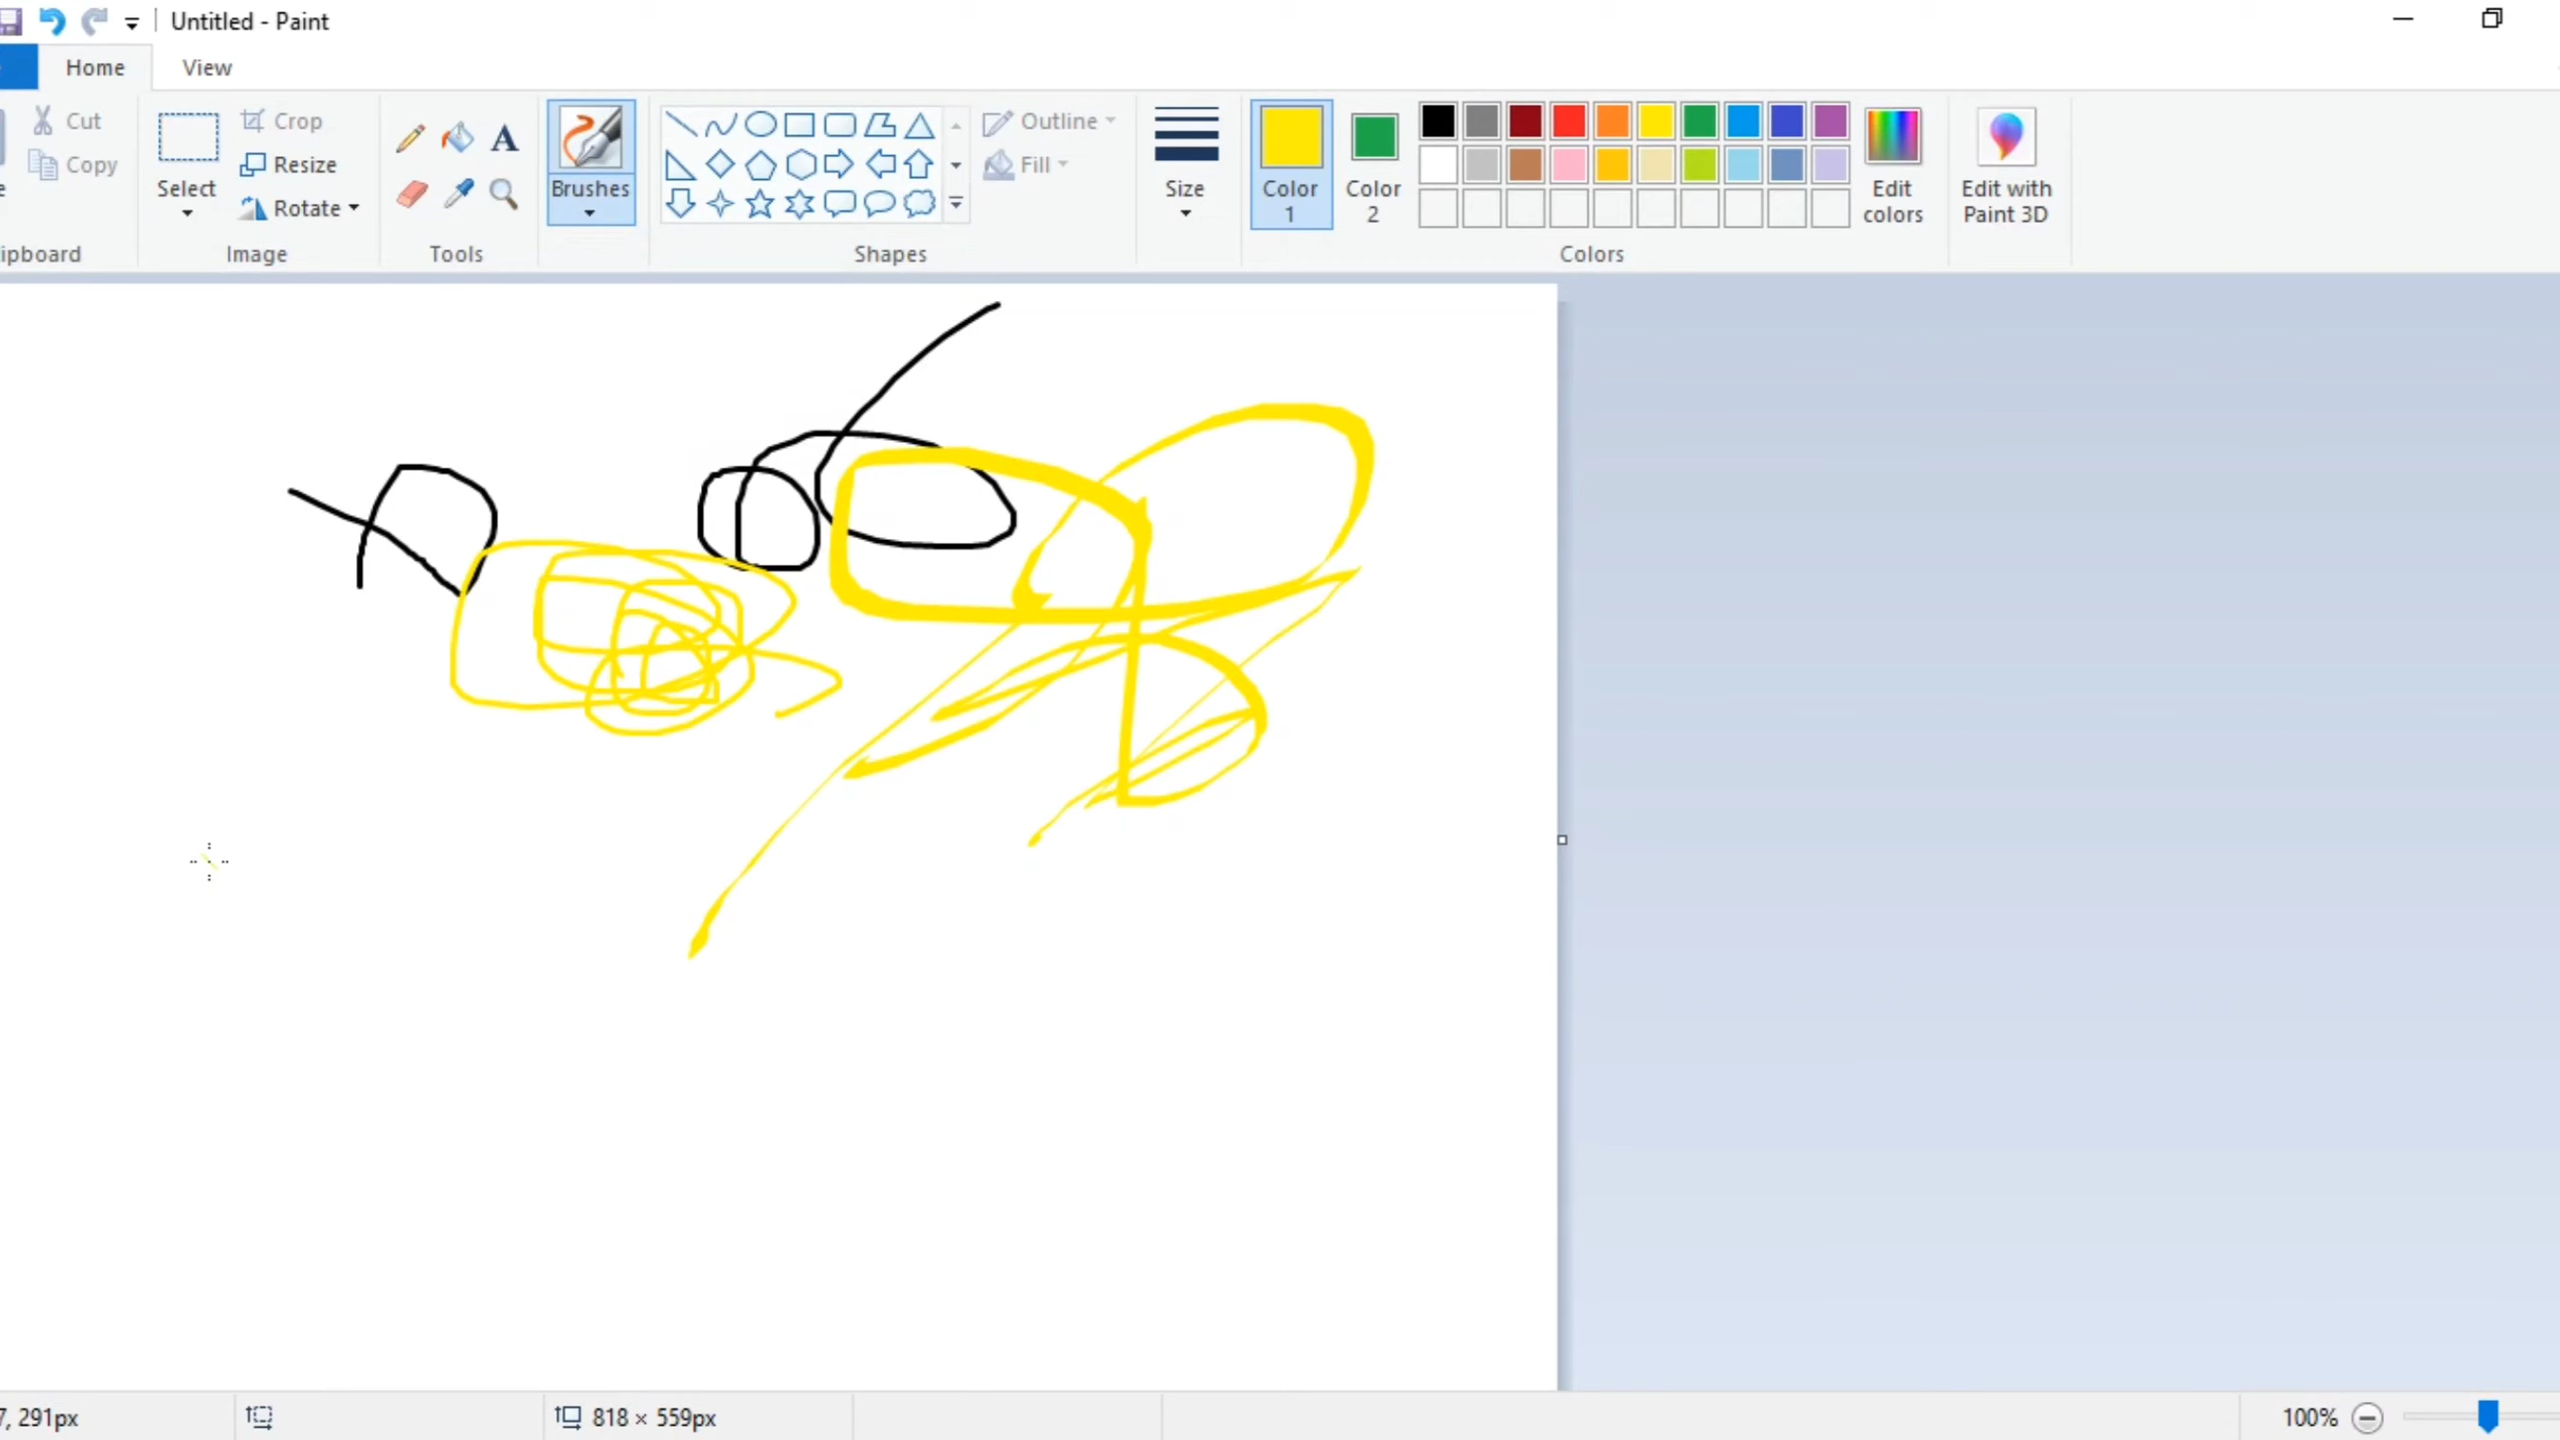 Untitled - Paint
Home View
Cut
Copy
Select
Crop
Resize
Rotate
A
Brushes
Outline
Fill
Size
Color 1
Color 2
Edit colors
Edit with Paint 3D
ipboard Image Tools Shapes Colors
7, 291px 818 × 559px 100%